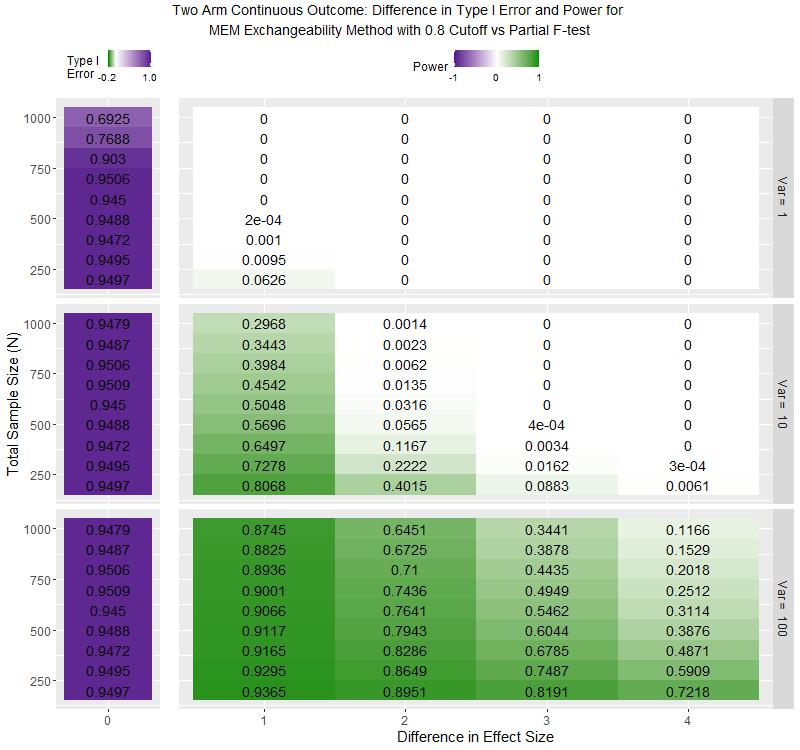 Two Arm Continuous Outcome: Difference in Type I Error and Power for
MEM Exchangeability Method with 0.8 Cutoff vs Partial F-test
Type I
Error -0.2 1.0
Power -1 0 1
1000 0.6925 0 0 0 0
0.7688 0 0 0 0
0.903 0 0 0 0
750 0.9506 0 0 0 0
0.945 0 0 0 0
500 0.9488 2e-04 0 0 0
0.9472 0.001 0 0 0
0.9495 0.0095 0 0 0
250 0.9497 0.0626 0 0 0
Var = 1
1000 0.9479 0.2968 0.0014 0 0
0.9487 0.3443 0.0023 0 0
0.9506 0.3984 0.0062 0 0
750 0.9509 0.4542 0.0135 0 0
0.945 0.5048 0.0316 0 0
500 0.9488 0.5696 0.0565 4e-04 0
0.9472 0.6497 0.1167 0.0034 0
0.9495 0.7278 0.2222 0.0162 3e-04
250 0.9497 0.8068 0.4015 0.0883 0.0061
Var = 10
Total Sample Size (N)
1000 0.9479 0.8745 0.6451 0.3441 0.1166
0.9487 0.8825 0.6725 0.3878 0.1529
0.9506 0.8936 0.71 0.4435 0.2018
750 0.9509 0.9001 0.7436 0.4949 0.2512
0.945 0.9066 0.7641 0.5462 0.3114
500 0.9488 0.9117 0.7943 0.6044 0.3876
0.9472 0.9165 0.8286 0.6785 0.4871
0.9495 0.9295 0.8649 0.7487 0.5909
250 0.9497 0.9365 0.8951 0.8191 0.7218
Var = 100
0 1 2 3 4
Difference in Effect Size